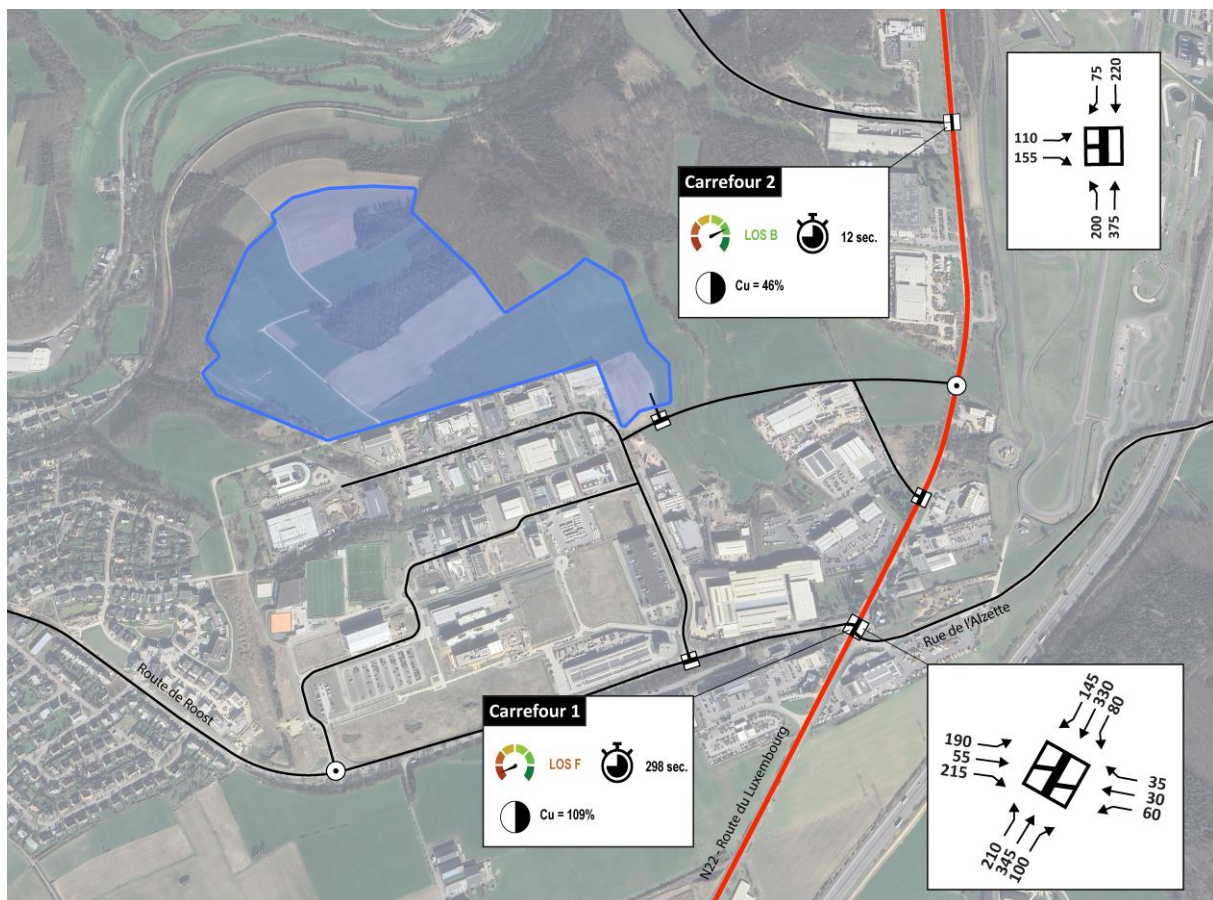 75
220
110
155
200
375
Carrefour 2
LOS B
12 sec.
Cu = 46%
Route de Roost
Rue de l'Alzette
N22 - Route du Luxembourg
Carrefour 1
LOS F
298 sec.
Cu = 109%
145
330
80
190
55
215
35
30
60
210
345
100